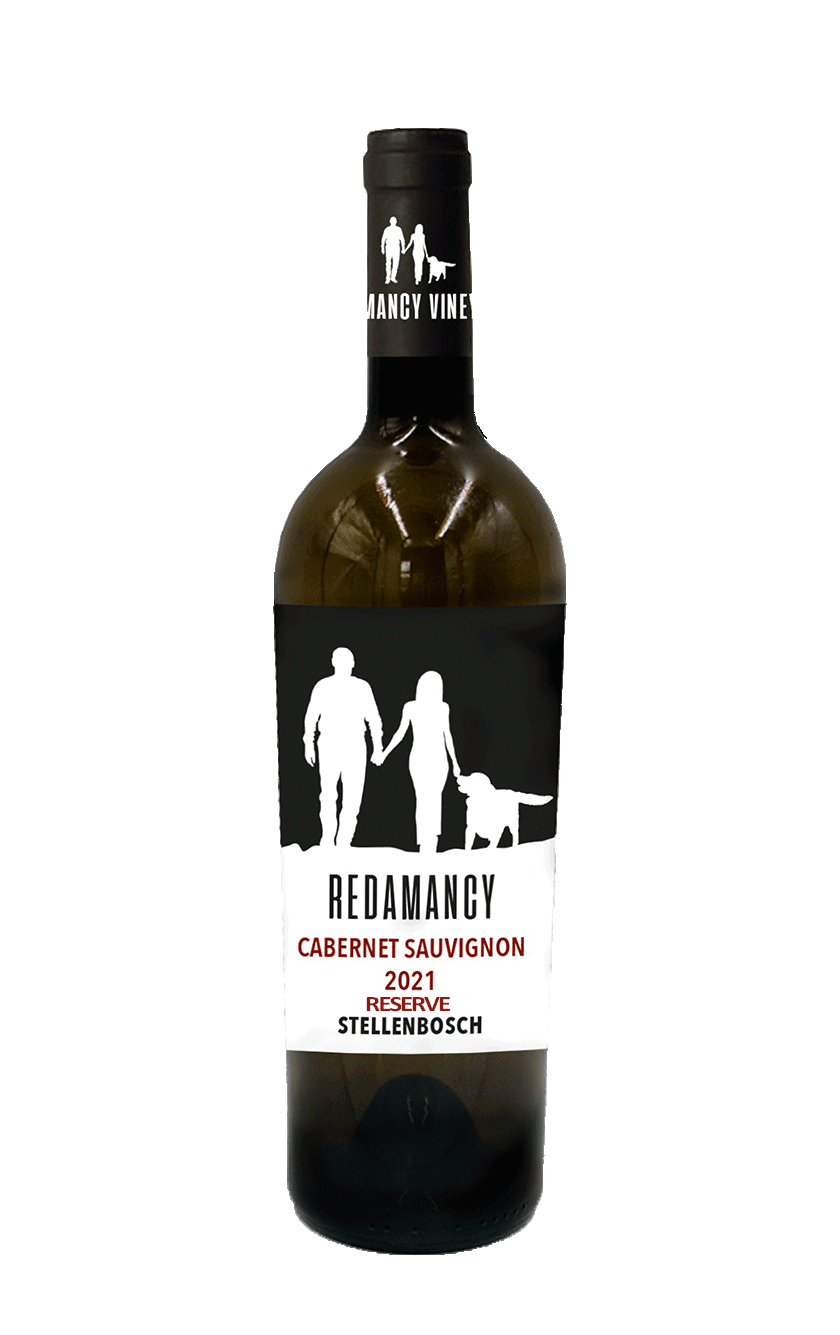 MANCY VINEY
REDAMANCY
CABERNET SAUVIGNON
2021
RESERVE
STELLENBOSCH